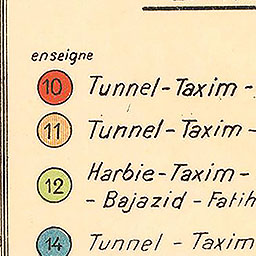 enseigne
10 Tunnel - Taxim -
11 Tunnel - Taxim -
12 Harbie - Taxim -
- Bajazid - Fatih
14 Tunnel - Taxim